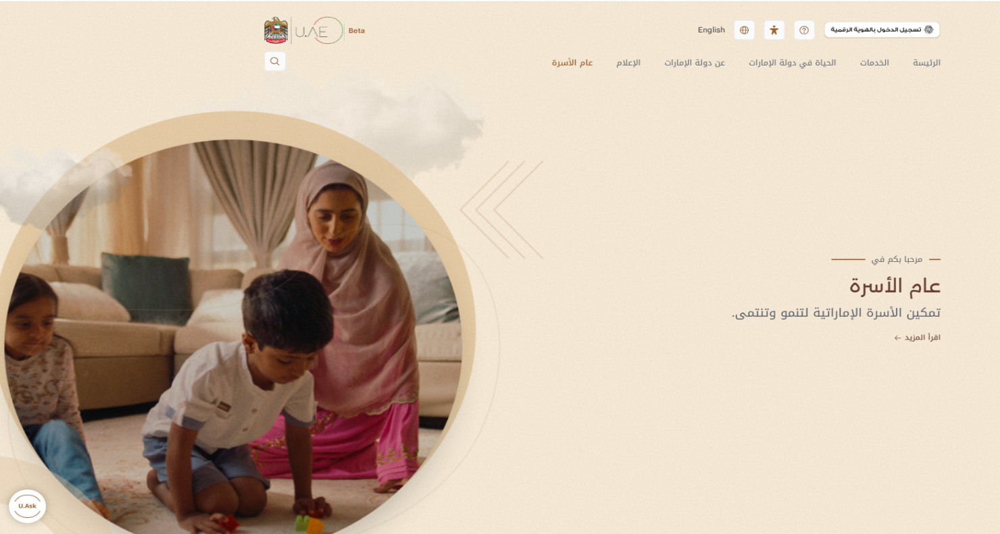 تسجيل الدخول بالهوية الرقمية
English
U.AE
Beta
الرئيسة
الخدمات
الحياة في دولة الإمارات
عن دولة الإمارات
الإعلام
عام الأسرة
مرحبا بكم في
عام الأسرة
تمكين الأسرة الإماراتية لتنمو وتنتمى.
اقرأ المزيد
U.Ask